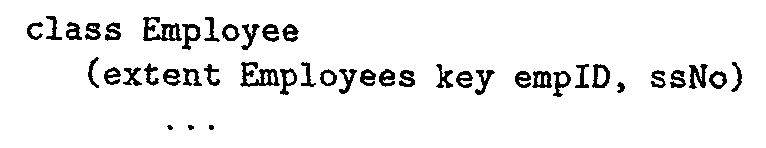 class Employee
(extent Employees key empID, ssNo)
...